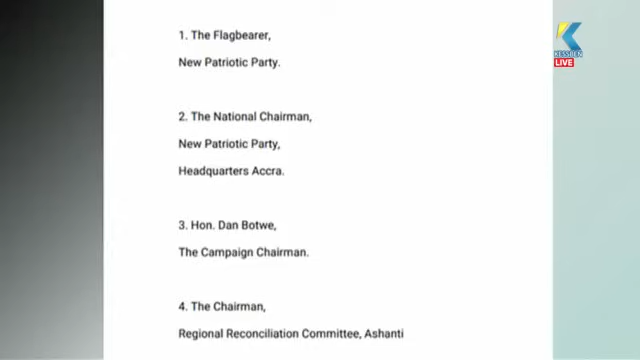 1. The Flagbearer,
New Patriotic Party.
2. The National Chairman,
New Patriotic Party,
Headquarters Accra.
3. Hon. Dan Botwe,
The Campaign Chairman.
4. The Chairman,
Regional Reconciliation Committee, Ashanti
KESSBEN
LIVE